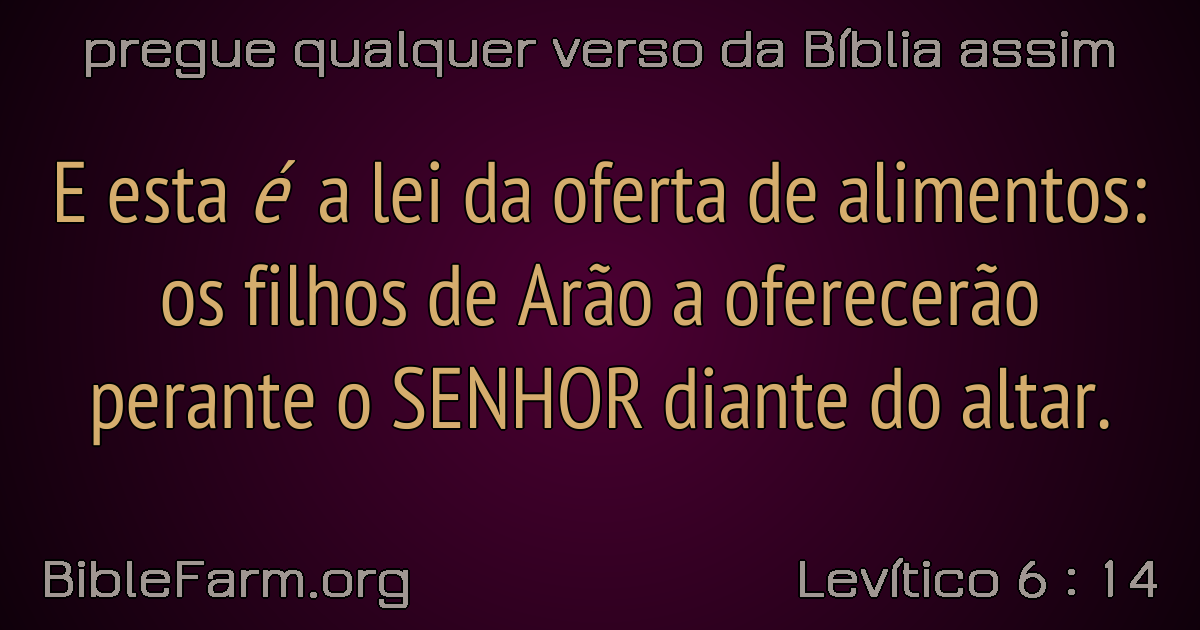 pregue qualquer verso da Bíblia assim
E esta é a lei da oferta de alimentos:
os filhos de Arão a oferecerão
perante o SENHOR diante do altar.
BibleFarm.org
Levítico 6 : 14